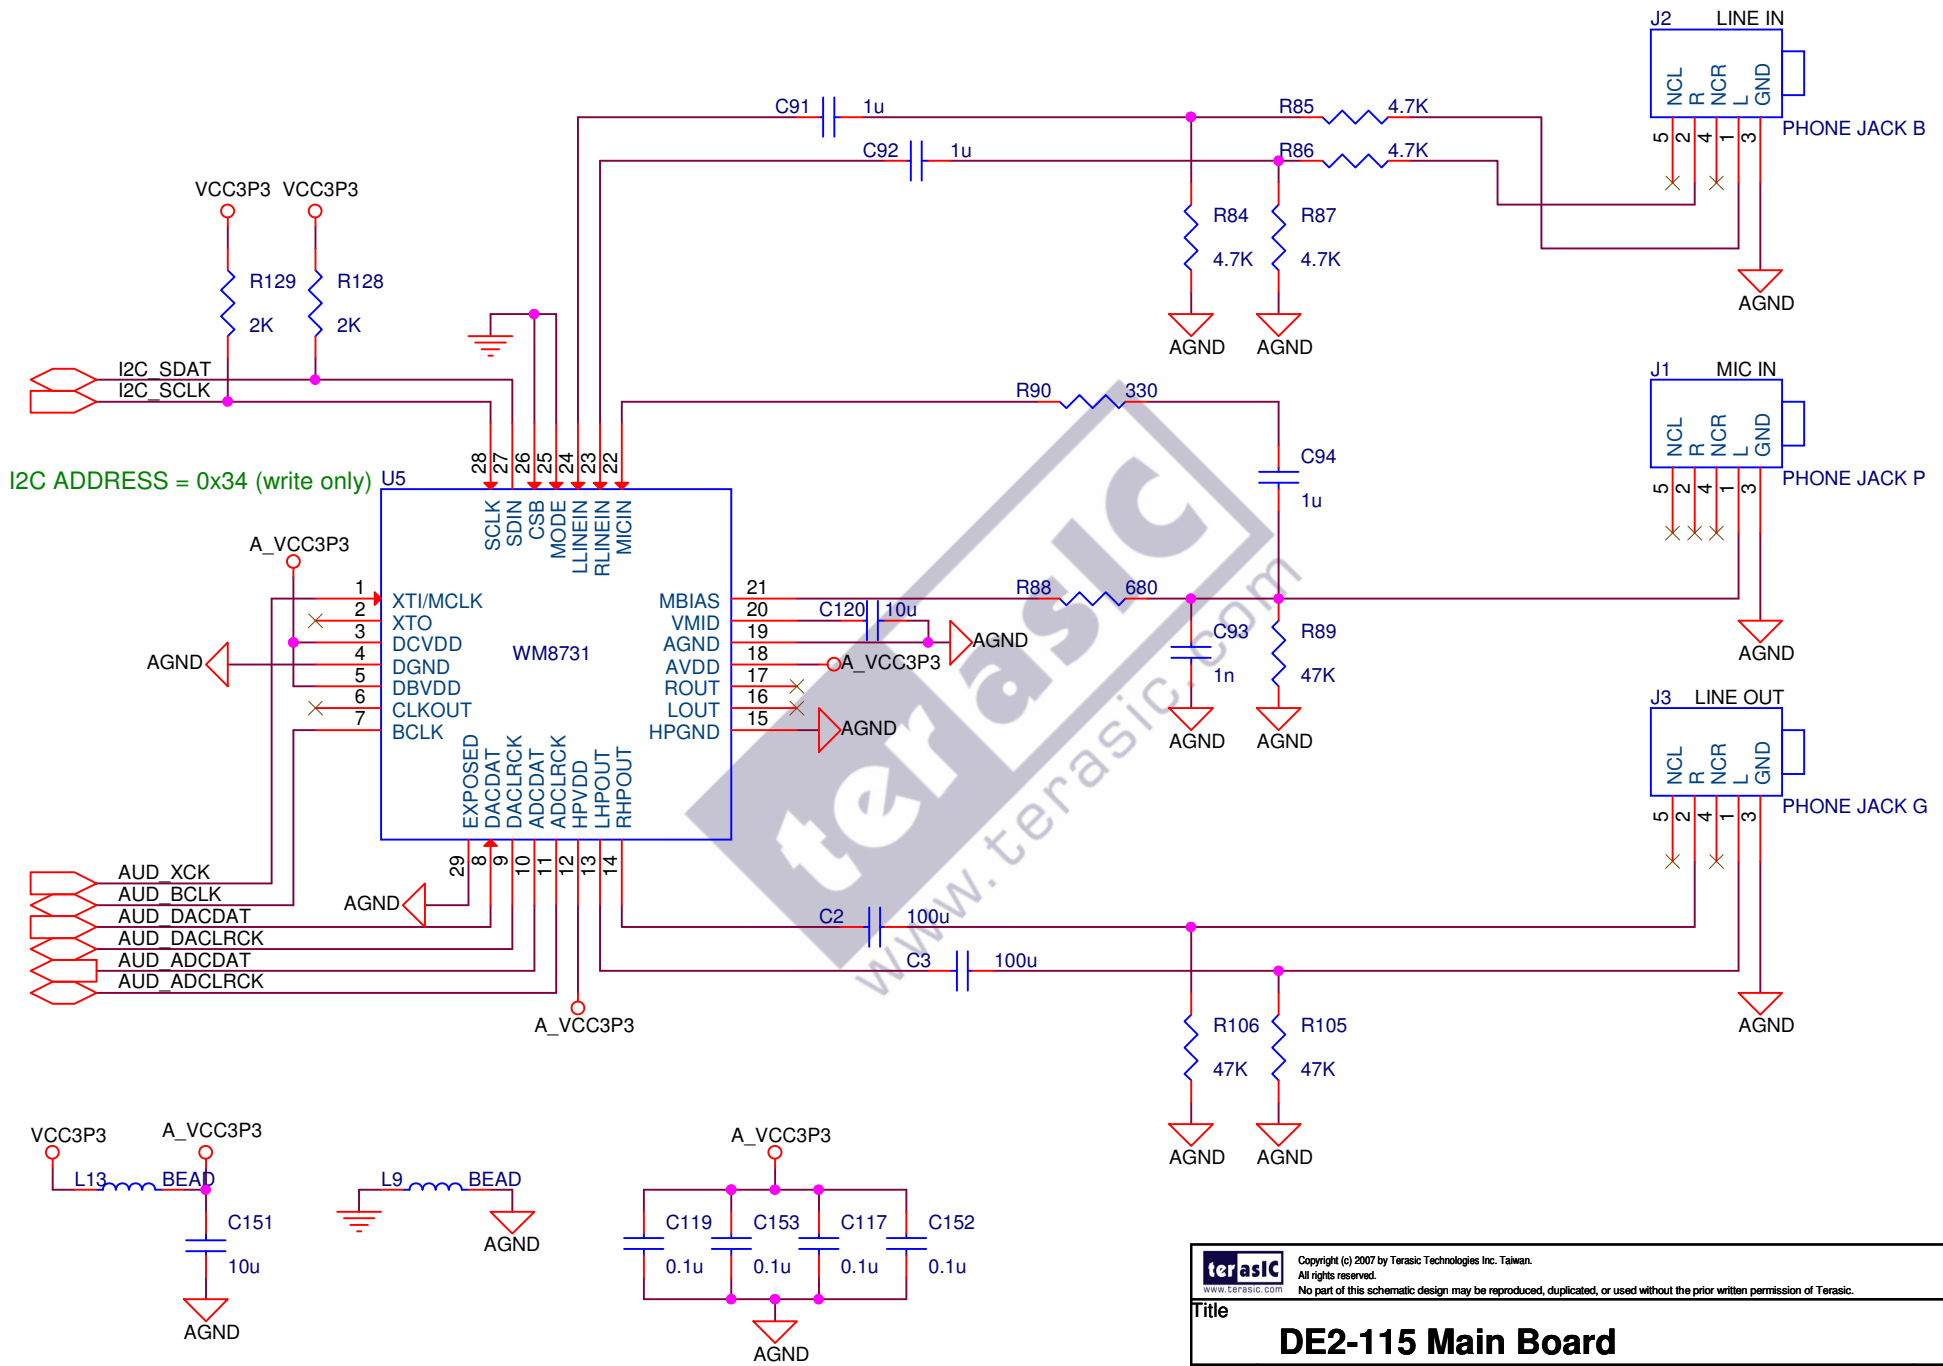 J2 LINE IN
NCL R NCR L GND
5 2 4 1 3
PHONE JACK B
C91 1u
R85 4.7K
C92 1u
R86 4.7K
VCC3P3 VCC3P3
R84 4.7K
R87 4.7K
R129 2K
R128 2K
AGND
AGND AGND
I2C_SDAT
I2C_SCLK
J1 MIC IN
NCL R NCR L GND
5 2 4 1 3
PHONE JACK P
R90 330
C94 1u
I2C ADDRESS = 0x34 (write only)
U5
28 27 26 25 24 23 22
SCLK SDIN CSB MODE LLINEIN RLINEIN MICIN
A_VCC3P3
1 XTI/MCLK
2 XTO
3 DCVDD
4 DGND
5 DBVDD
6 CLKOUT
7 BCLK
AGND
WM8731
MBIAS 21
VMID 20
AGND 19
AVDD 18
ROUT 17
LOUT 16
HPGND 15
R88 680
C120 10u
AGND
A_VCC3P3
AGND
C93 1n
R89 47K
AGND AGND
AGND
J3 LINE OUT
NCL R NCR L GND
5 2 4 1 3
PHONE JACK G
EXPOSED DACDAT DACLRCK ADCDAT ADCLRCK HPVDD LHPOUT RHPOUT
29 8 9 10 11 12 13 14
AUD_XCK
AUD_BCLK
AUD_DACDAT
AUD_DACLRCK
AUD_ADCDAT
AUD_ADCLRCK
AGND
A_VCC3P3
C2 100u
C3 100u
R106 47K
R105 47K
AGND
AGND AGND
terasic
www.terasic.com
VCC3P3 A_VCC3P3
L13 BEAD
C151 10u
AGND
L9 BEAD
AGND
A_VCC3P3
C119 0.1u
C153 0.1u
C117 0.1u
C152 0.1u
AGND
terasIC
www.terasic.com
Copyright (c) 2007 by Terasic Technologies Inc. Taiwan.
All rights reserved.
No part of this schematic design may be reproduced, duplicated, or used without the prior written permission of Terasic.
Title
DE2-115 Main Board